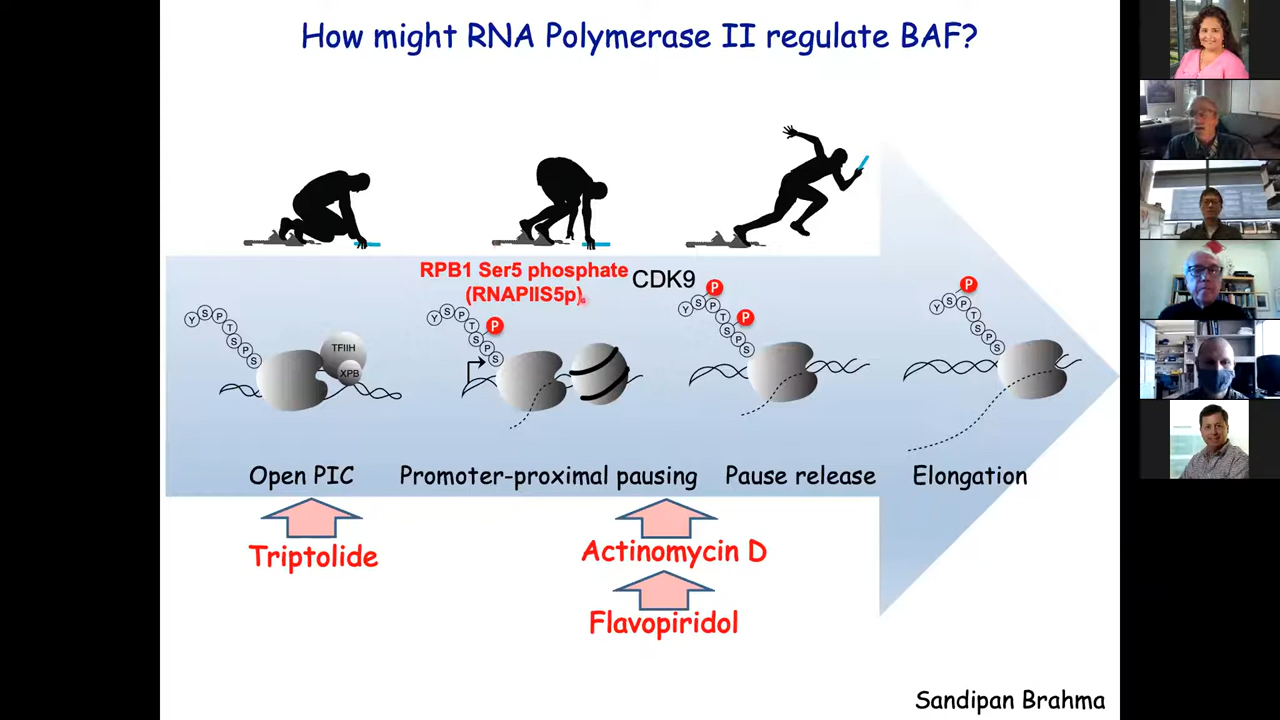 How might RNA Polymerase II regulate BAF?
RPB1 Ser5 phosphate
(RNAPIIS5p)
CDK9
Y S P T S P S
TFIIH
XPB
Y S P T S P S
P
Y S P T S P S
P
P
Y S P T S P S
P
Open PIC
Promoter-proximal pausing
Pause release
Elongation
Triptolide
Actinomycin D
Flavopiridol
Sandipan Brahma